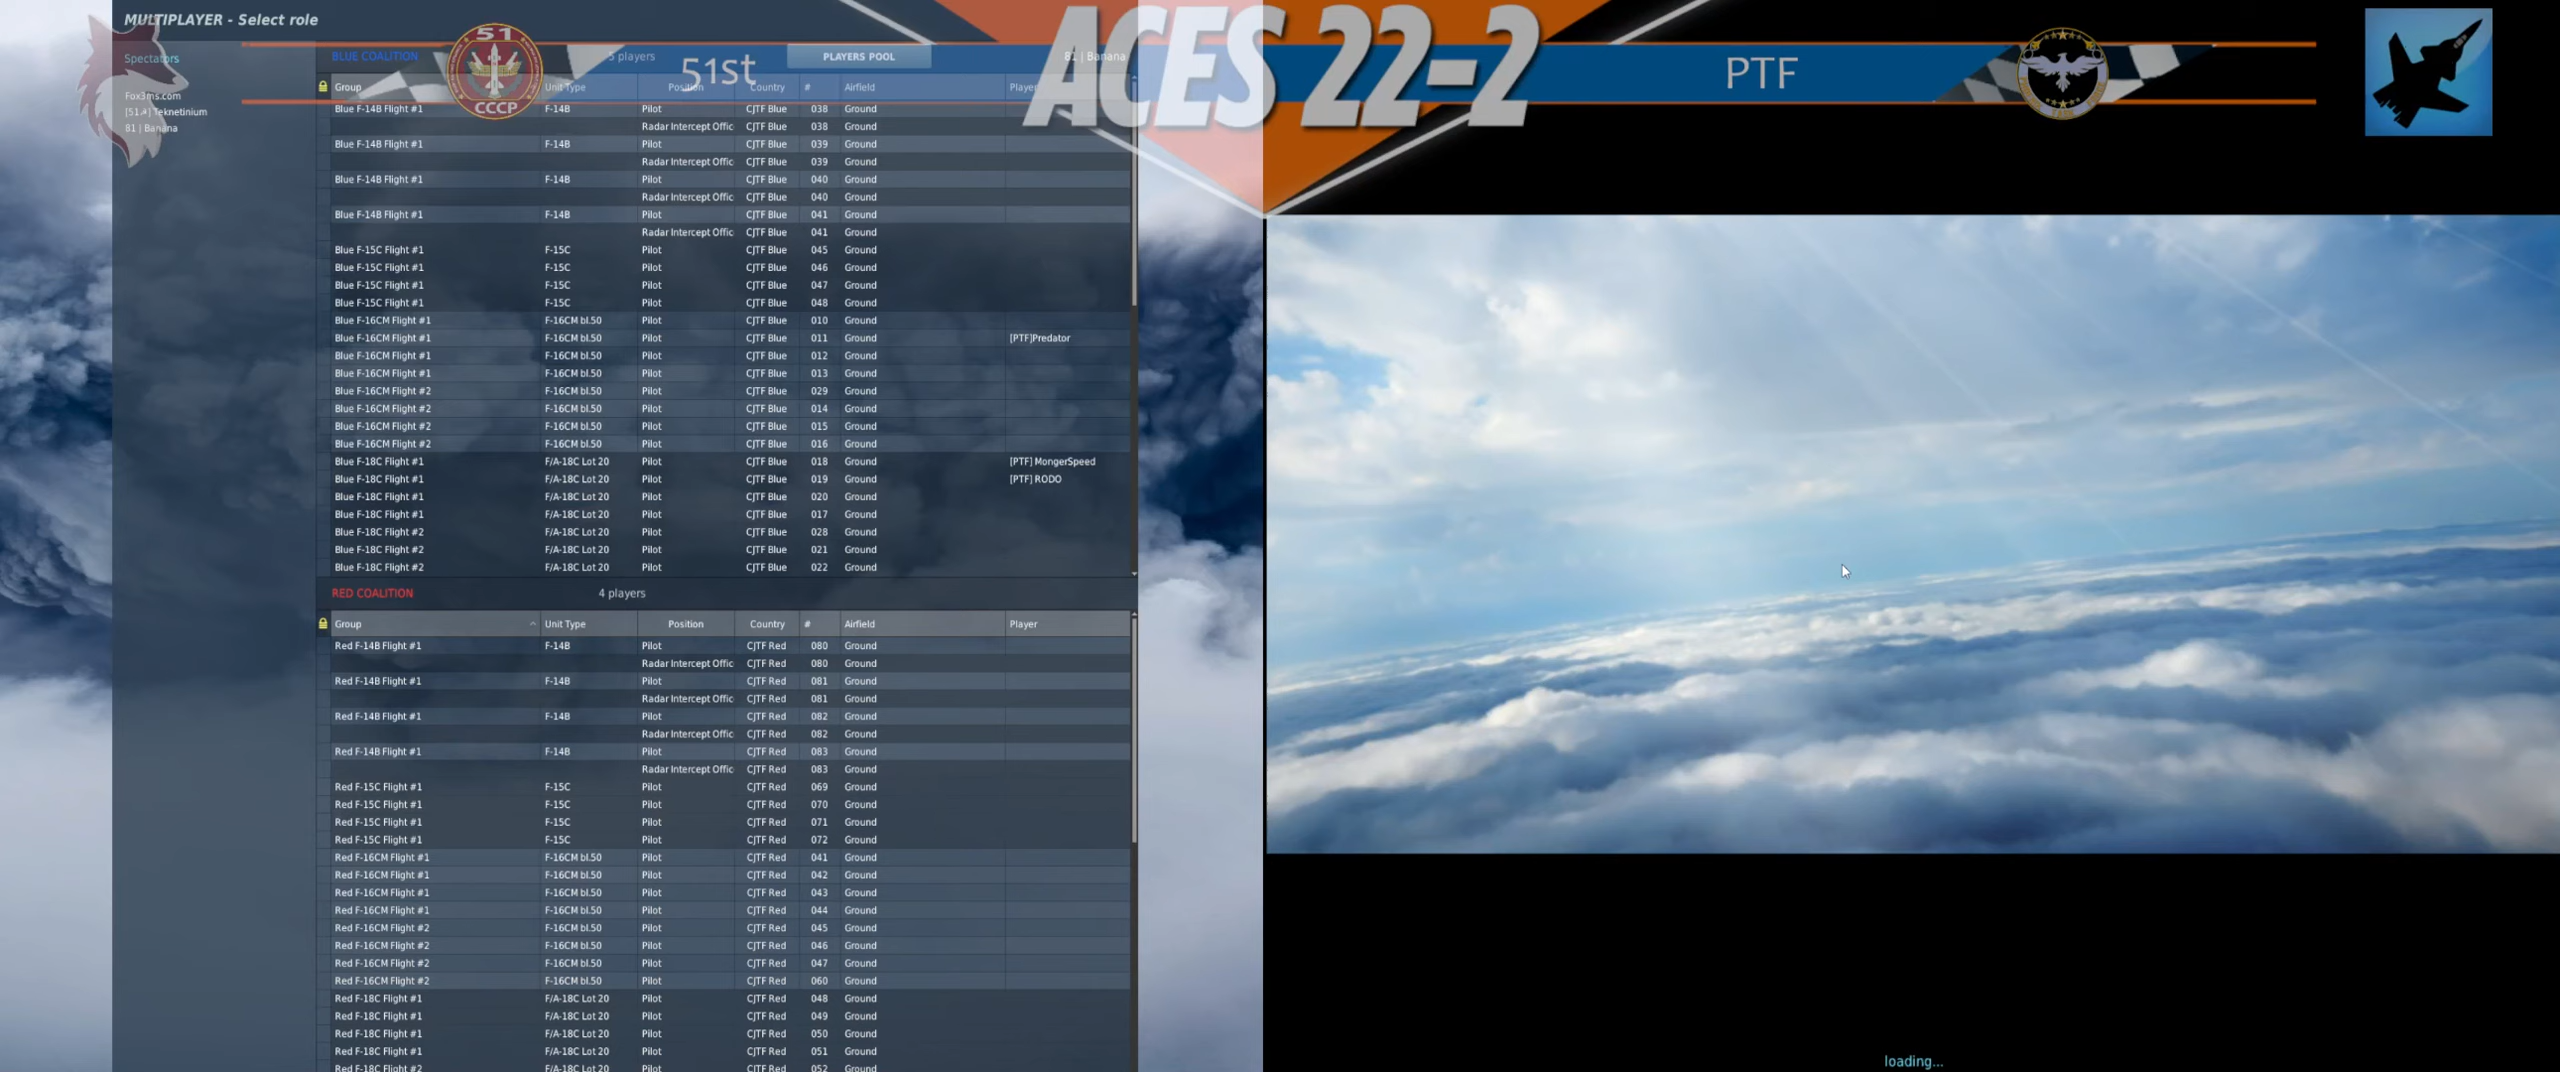 MULTIPLAYER - Select role
ACES 22-2
51
CCCP
51st
PTF
Spectators
Fox3ms.com
Teknetinium
81 | Banana
BLUE COALITION 5 players PLAYERS POOL 81 | Banana
Group Unit Type Position Country # Airfield Player
Blue F-14B Flight #1 F-14B Pilot CJTF Blue 038 Ground
Radar Intercept Offic CJTF Blue 038 Ground
Blue F-14B Flight #1 F-14B Pilot CJTF Blue 039 Ground
Radar Intercept Offic CJTF Blue 039 Ground
Blue F-14B Flight #1 F-14B Pilot CJTF Blue 040 Ground
Radar Intercept Offic CJTF Blue 040 Ground
Blue F-14B Flight #1 F-14B Pilot CJTF Blue 041 Ground
Radar Intercept Offic CJTF Blue 041 Ground
Blue F-15C Flight #1 F-15C Pilot CJTF Blue 045 Ground
Blue F-15C Flight #1 F-15C Pilot CJTF Blue 046 Ground
Blue F-15C Flight #1 F-15C Pilot CJTF Blue 047 Ground
Blue F-15C Flight #1 F-15C Pilot CJTF Blue 048 Ground
Blue F-16CM Flight #1 F-16CM bl.50 Pilot CJTF Blue 010 Ground
Blue F-16CM Flight #1 F-16CM bl.50 Pilot CJTF Blue 011 Ground [PTF]Predator
Blue F-16CM Flight #1 F-16CM bl.50 Pilot CJTF Blue 012 Ground
Blue F-16CM Flight #1 F-16CM bl.50 Pilot CJTF Blue 013 Ground
Blue F-16CM Flight #2 F-16CM bl.50 Pilot CJTF Blue 029 Ground
Blue F-16CM Flight #2 F-16CM bl.50 Pilot CJTF Blue 014 Ground
Blue F-16CM Flight #2 F-16CM bl.50 Pilot CJTF Blue 015 Ground
Blue F-16CM Flight #2 F-16CM bl.50 Pilot CJTF Blue 016 Ground
Blue F-18C Flight #1 F/A-18C Lot 20 Pilot CJTF Blue 018 Ground [PTF] MongerSpeed
Blue F-18C Flight #1 F/A-18C Lot 20 Pilot CJTF Blue 019 Ground [PTF] RODO
Blue F-18C Flight #1 F/A-18C Lot 20 Pilot CJTF Blue 020 Ground
Blue F-18C Flight #1 F/A-18C Lot 20 Pilot CJTF Blue 017 Ground
Blue F-18C Flight #2 F/A-18C Lot 20 Pilot CJTF Blue 028 Ground
Blue F-18C Flight #2 F/A-18C Lot 20 Pilot CJTF Blue 021 Ground
Blue F-18C Flight #2 F/A-18C Lot 20 Pilot CJTF Blue 022 Ground
RED COALITION 4 players
Group Unit Type Position Country # Airfield Player
Red F-14B Flight #1 F-14B Pilot CJTF Red 080 Ground
Radar Intercept Offic CJTF Red 080 Ground
Red F-14B Flight #1 F-14B Pilot CJTF Red 081 Ground
Radar Intercept Offic CJTF Red 081 Ground
Red F-14B Flight #1 F-14B Pilot CJTF Red 082 Ground
Radar Intercept Offic CJTF Red 082 Ground
Red F-14B Flight #1 F-14B Pilot CJTF Red 083 Ground
Radar Intercept Offic CJTF Red 083 Ground
Red F-15C Flight #1 F-15C Pilot CJTF Red 069 Ground
Red F-15C Flight #1 F-15C Pilot CJTF Red 070 Ground
Red F-15C Flight #1 F-15C Pilot CJTF Red 071 Ground
Red F-15C Flight #1 F-15C Pilot CJTF Red 072 Ground
Red F-16CM Flight #1 F-16CM bl.50 Pilot CJTF Red 041 Ground
Red F-16CM Flight #1 F-16CM bl.50 Pilot CJTF Red 042 Ground
Red F-16CM Flight #1 F-16CM bl.50 Pilot CJTF Red 043 Ground
Red F-16CM Flight #1 F-16CM bl.50 Pilot CJTF Red 044 Ground
Red F-16CM Flight #2 F-16CM bl.50 Pilot CJTF Red 045 Ground
Red F-16CM Flight #2 F-16CM bl.50 Pilot CJTF Red 046 Ground
Red F-16CM Flight #2 F-16CM bl.50 Pilot CJTF Red 047 Ground
Red F-16CM Flight #2 F-16CM bl.50 Pilot CJTF Red 060 Ground
Red F-18C Flight #1 F/A-18C Lot 20 Pilot CJTF Red 048 Ground
Red F-18C Flight #1 F/A-18C Lot 20 Pilot CJTF Red 049 Ground
Red F-18C Flight #1 F/A-18C Lot 20 Pilot CJTF Red 050 Ground
Red F-18C Flight #1 F/A-18C Lot 20 Pilot CJTF Red 051 Ground
Red F-18C Flight #2 F/A-18C Lot 20 Pilot CJTF Red 052 Ground
loading...